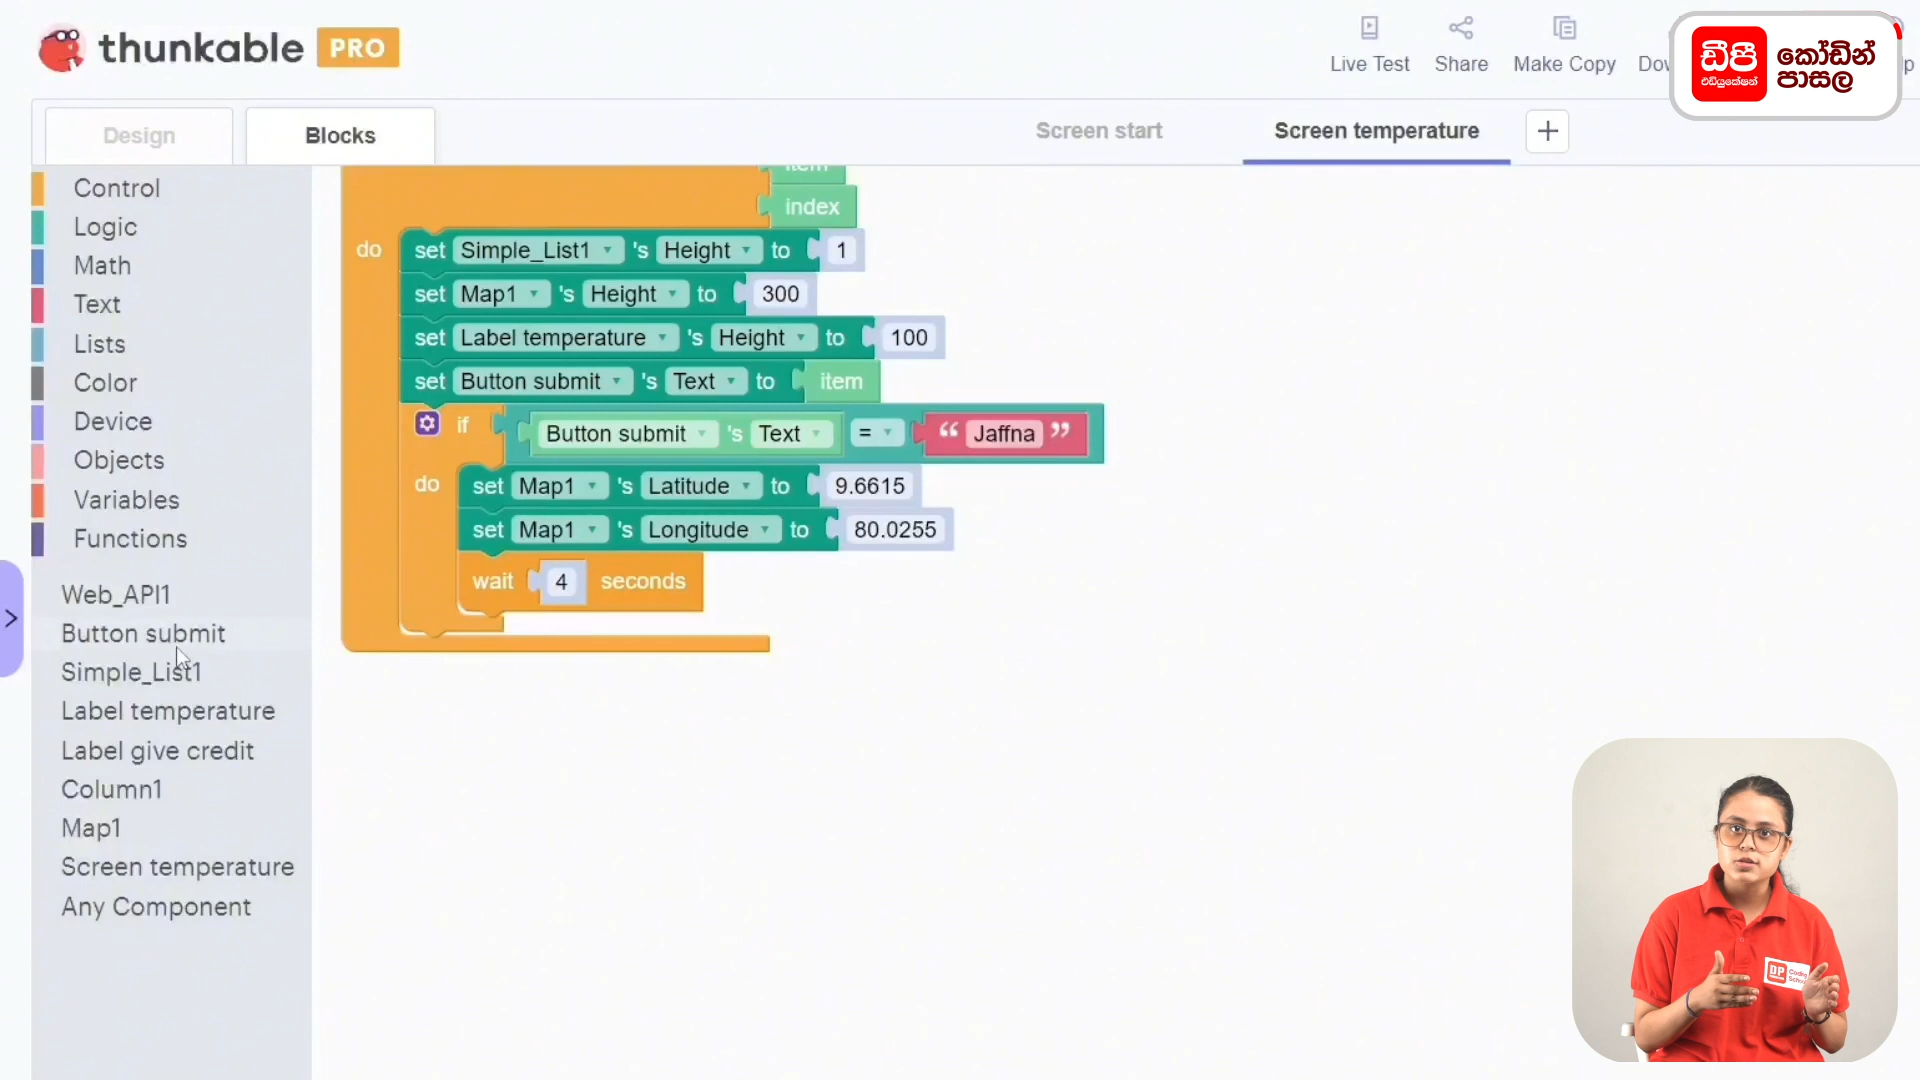 thunkable PRO
Live Test
Share
Make Copy
ඩීපී
එඩියුකේෂන්
කෝඩින්
පාසල
Design
Blocks
Screen start
Screen temperature
+
Control
Logic
Math
Text
Lists
Color
Device
Objects
Variables
Functions
Web_API1
Button submit
Simple_List1
Label temperature
Label give credit
Column1
Map1
Screen temperature
Any Component
item
index
do
set Simple_List1 's Height to 1
set Map1 's Height to 300
set Label temperature 's Height to 100
set Button submit 's Text to item
if Button submit 's Text = “ Jaffna ”
do set Map1 's Latitude to 9.6615
set Map1 's Longitude to 80.0255
wait 4 seconds
DP